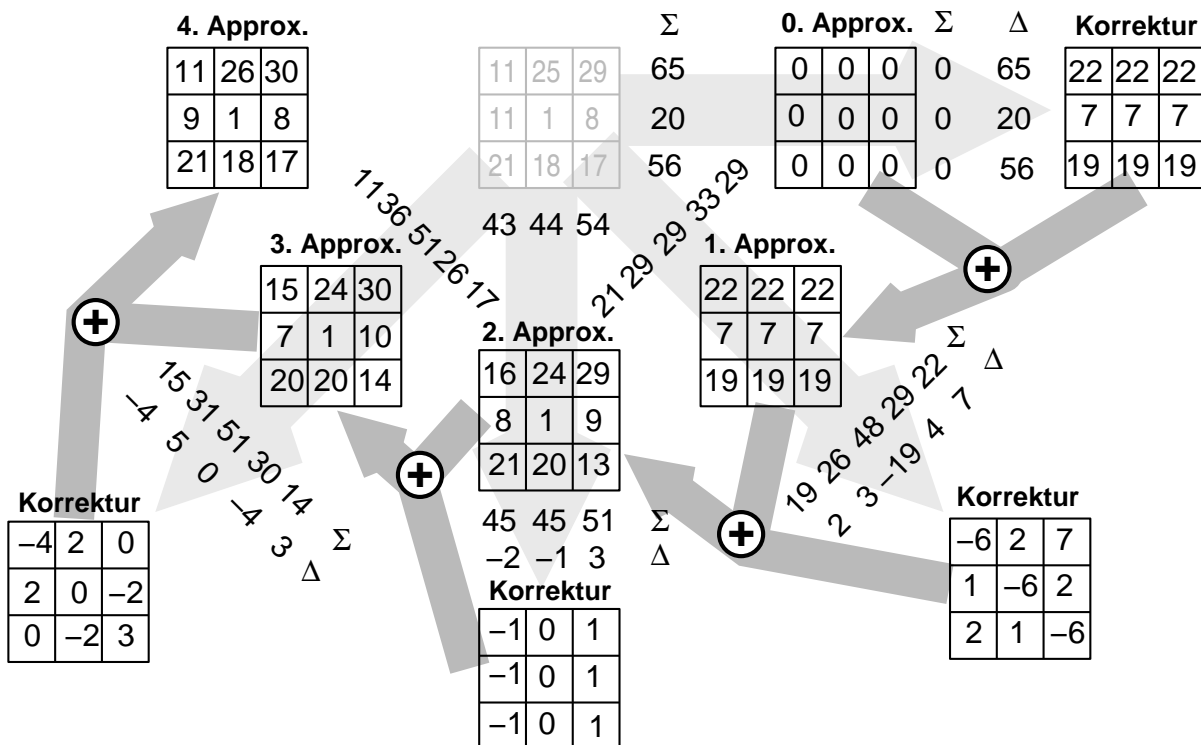 4. Approx.
11 26 30
9 1 8
21 18 17
Σ
11 25 29 65
11 1 8 20
21 18 17 56
43 44 54
0. Approx. Σ Δ
0 0 0 0 65
0 0 0 0 20
0 0 0 0 56
Korrektur
22 22 22
7 7 7
19 19 19
11 36 51 26 17
21 29 29 33 29
3. Approx.
15 24 30
7 1 10
20 20 14
1. Approx.
22 22 22
7 7 7
19 19 19
2. Approx.
16 24 29
8 1 9
21 20 13
45 45 51 Σ
−2 −1 3 Δ
15 31 51 30 14 Σ
−4 5 0 −4 3 Δ
19 26 48 29 22 Σ
2 3 −19 4 7 Δ
Korrektur
−4 2 0
2 0 −2
0 −2 3
Korrektur
−1 0 1
−1 0 1
−1 0 1
Korrektur
−6 2 7
1 −6 2
2 1 −6